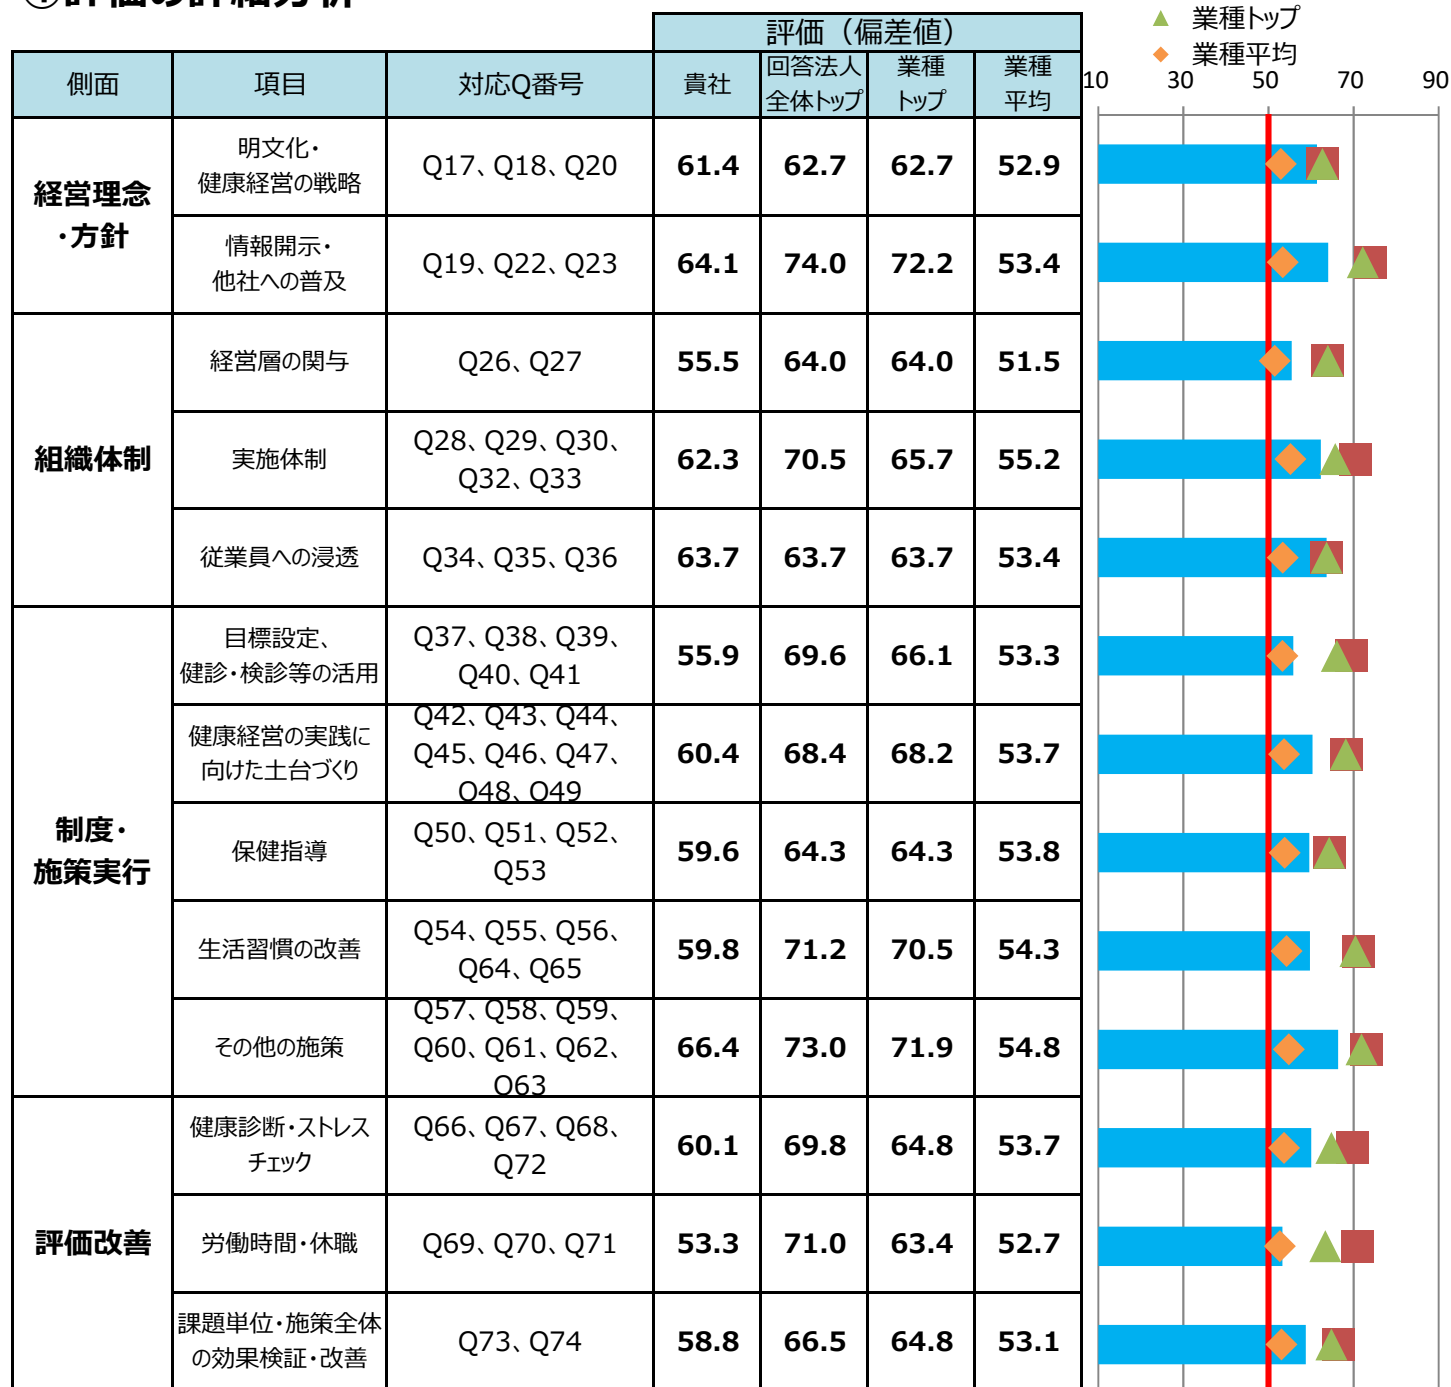 ①評価の詳細分析
業種トップ
業種平均
評価（偏差値）
側面 項目 対応Q番号 貴社 回答法人 業種 業種
全体トップ トップ 平均
10 30 50 70 90
経営理念
・方針
明文化・
健康経営の戦略
Q17、Q18、Q20
61.4 62.7 62.7 52.9
情報開示・
他社への普及
Q19、Q22、Q23
64.1 74.0 72.2 53.4
組織体制
経営層の関与
Q26、Q27
55.5 64.0 64.0 51.5
実施体制
Q28、Q29、Q30、
Q32、Q33
62.3 70.5 65.7 55.2
従業員への浸透
Q34、Q35、Q36
63.7 63.7 63.7 53.4
制度・
施策実行
目標設定、
健診・検診等の活用
Q37、Q38、Q39、
Q40、Q41
55.9 69.6 66.1 53.3
健康経営の実践に
向けた土台づくり
Q42、Q43、Q44、
Q45、Q46、Q47、
Q48、Q49
60.4 68.4 68.2 53.7
保健指導
Q50、Q51、Q52、
Q53
59.6 64.3 64.3 53.8
生活習慣の改善
Q54、Q55、Q56、
Q64、Q65
59.8 71.2 70.5 54.3
その他の施策
Q57、Q58、Q59、
Q60、Q61、Q62、
Q63
66.4 73.0 71.9 54.8
評価改善
健康診断・ストレス
チェック
Q66、Q67、Q68、
Q72
60.1 69.8 64.8 53.7
労働時間・休職
Q69、Q70、Q71
53.3 71.0 63.4 52.7
課題単位・施策全体
の効果検証・改善
Q73、Q74
58.8 66.5 64.8 53.1